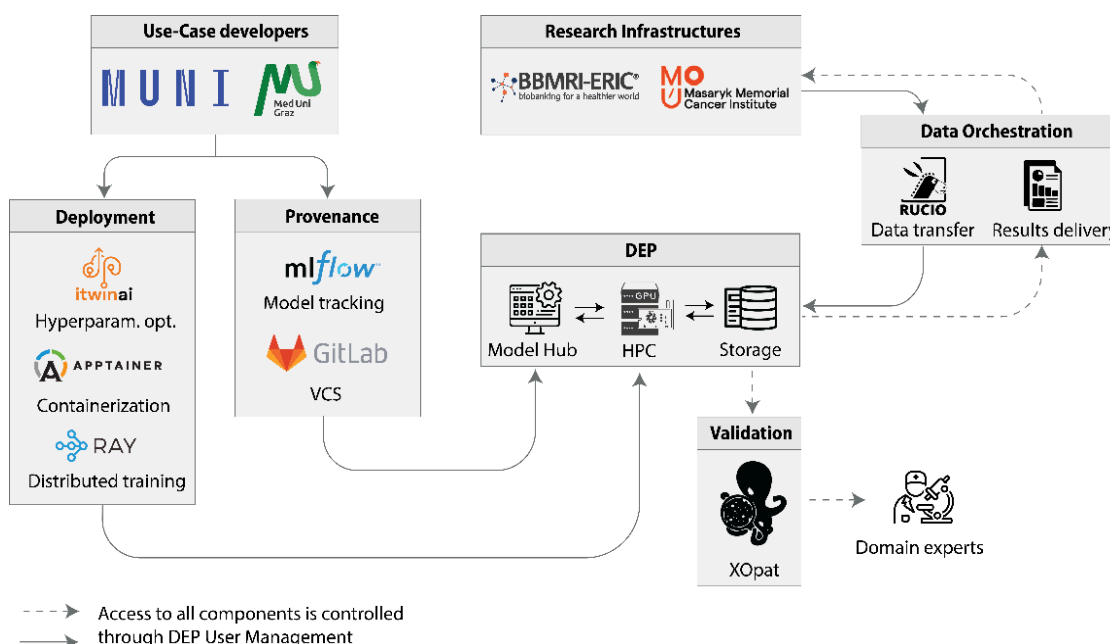 Use-Case developers
MUNI
Med Uni
Graz
Research Infrastructures
BBMRI-ERIC®
biobanking for a healthier world
MOU
Masaryk Memorial
Cancer Institute
Data Orchestration
RUCIO
Data transfer
Results delivery
Deployment
itwinai
Hyperparam. opt.
APPTAINER
Containerization
RAY
Distributed training
Provenance
mlflow™
Model tracking
GitLab
VCS
DEP
GPU
Model Hub
HPC
Storage
Validation
XOpat
Domain experts
Access to all components is controlled
through DEP User Management